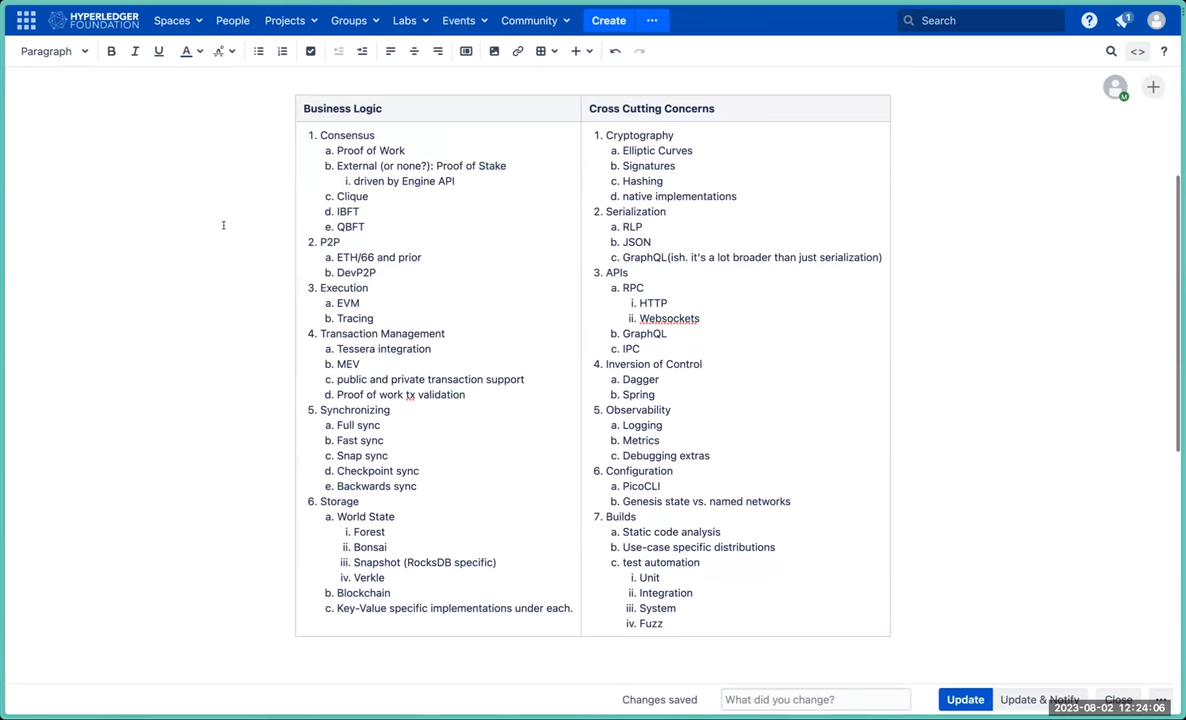 HYPERLEDGER
FOUNDATION
Spaces
People
Projects
Groups
Labs
Events
Community
Create
Search
1
Paragraph
B
I
U
A
M
Business Logic
1. Consensus
a. Proof of Work
b. External (or none?): Proof of Stake
i. driven by Engine API
c. Clique
d. IBFT
e. QBFT
2. P2P
a. ETH/66 and prior
b. DevP2P
3. Execution
a. EVM
b. Tracing
4. Transaction Management
a. Tessera integration
b. MEV
c. public and private transaction support
d. Proof of work tx validation
5. Synchronizing
a. Full sync
b. Fast sync
c. Snap sync
d. Checkpoint sync
e. Backwards sync
6. Storage
a. World State
i. Forest
ii. Bonsai
iii. Snapshot (RocksDB specific)
iv. Verkle
b. Blockchain
c. Key-Value specific implementations under each.
Cross Cutting Concerns
1. Cryptography
a. Elliptic Curves
b. Signatures
c. Hashing
d. native implementations
2. Serialization
a. RLP
b. JSON
c. GraphQL(ish. it's a lot broader than just serialization)
3. APIs
a. RPC
i. HTTP
ii. Websockets
b. GraphQL
c. IPC
4. Inversion of Control
a. Dagger
b. Spring
5. Observability
a. Logging
b. Metrics
c. Debugging extras
6. Configuration
a. PicoCLI
b. Genesis state vs. named networks
7. Builds
a. Static code analysis
b. Use-case specific distributions
c. test automation
i. Unit
ii. Integration
iii. System
iv. Fuzz
Changes saved
What did you change?
Update
Update & Notify
Close
2023-08-02 12:24:06